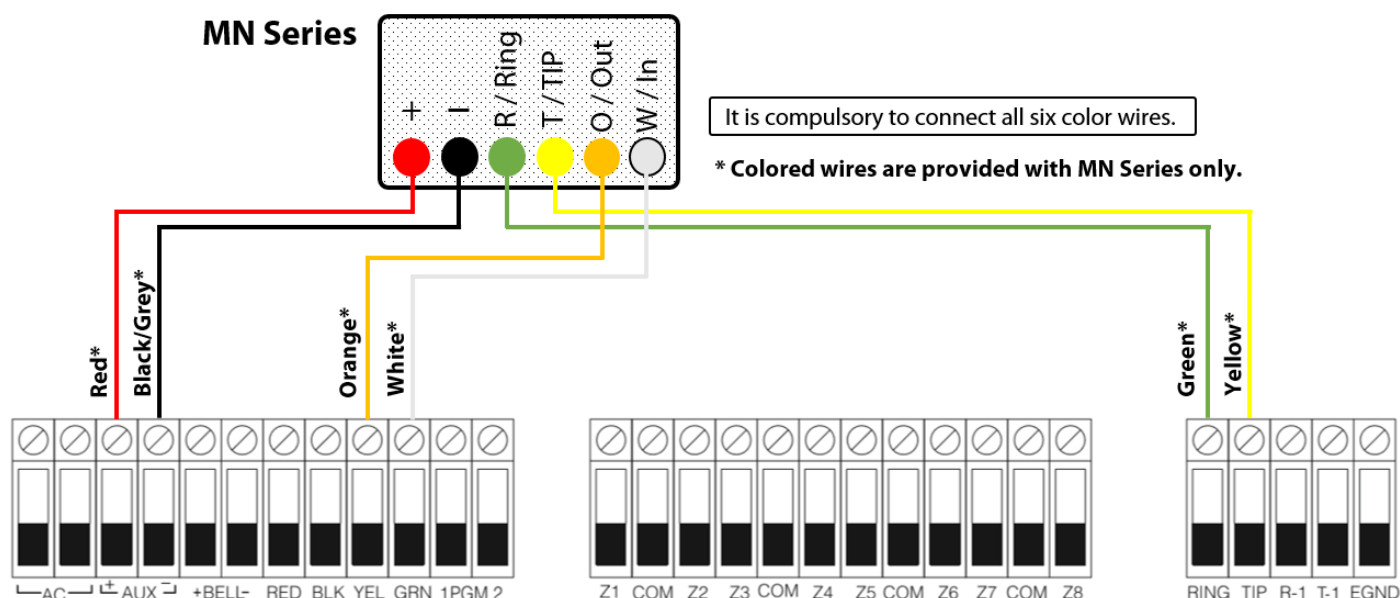 MN Series
+
–
R / Ring
T / TIP
O / Out
W / In
It is compulsory to connect all six color wires.
* Colored wires are provided with MN Series only.
Red*
Black/Grey*
Orange*
White*
Green*
Yellow*
AC + AUX – +BELL- RED BLK YEL GRN 1PGM 2
Z1 COM Z2 Z3 COM Z4 Z5 COM Z6 Z7 COM Z8
RING TIP R-1 T-1 EGND